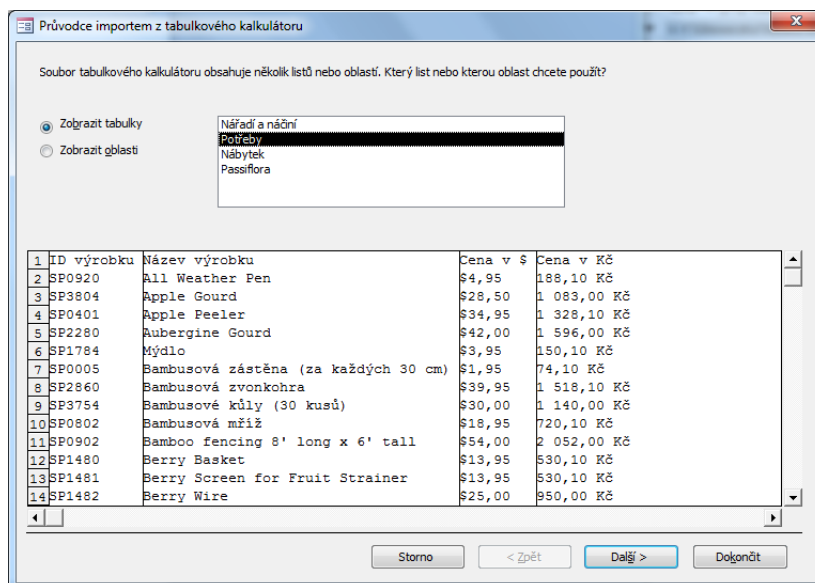 Průvodce importem z tabulkového kalkulátoru
x
Soubor tabulkového kalkulátoru obsahuje několik listů nebo oblastí. Který list nebo kterou oblast chcete použít?
Zobrazit tabulky
Zobrazit oblasti
Nářadí a náčiní
Potřeby
Nábytek
Passiflora
1 ID výrobku Název výrobku Cena v $ Cena v Kč
2 SP0920 All Weather Pen $4,95 188,10 Kč
3 SP3804 Apple Gourd $28,50 1 083,00 Kč
4 SP0401 Apple Peeler $34,95 1 328,10 Kč
5 SP2280 Aubergine Gourd $42,00 1 596,00 Kč
6 SP1784 Mýdlo $3,95 150,10 Kč
7 SP0005 Bambusová zástěna (za každých 30 cm) $1,95 74,10 Kč
8 SP2860 Bambusová zvonkohra $39,95 1 518,10 Kč
9 SP3754 Bambusové kůly (30 kusů) $30,00 1 140,00 Kč
10 SP0802 Bambusová mříž $18,95 720,10 Kč
11 SP0902 Bamboo fencing 8' long x 6' tall $54,00 2 052,00 Kč
12 SP1480 Berry Basket $13,95 530,10 Kč
13 SP1481 Berry Screen for Fruit Strainer $13,95 530,10 Kč
14 SP1482 Berry Wire $25,00 950,00 Kč
Storno < Zpět Další > Dokončit